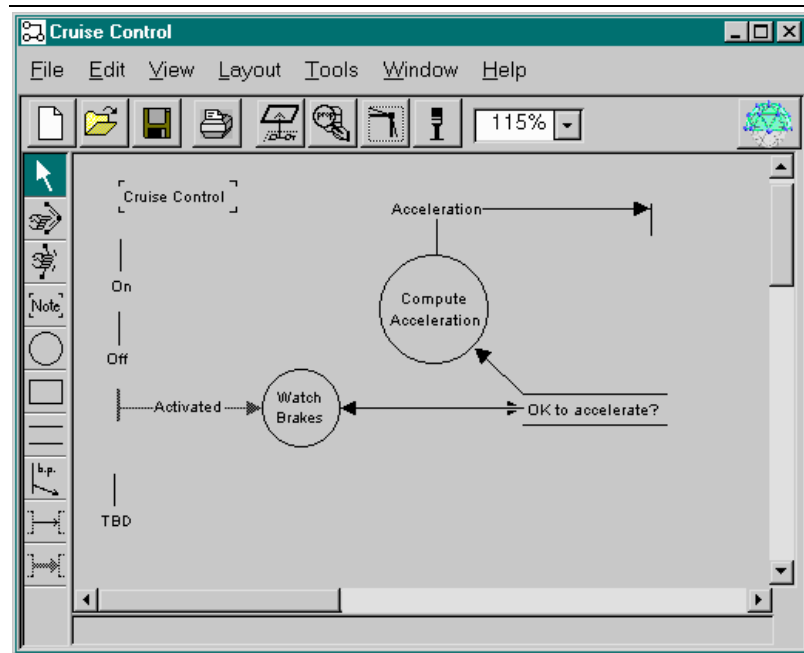 Cruise Control
File Edit View Layout Tools Window Help
prop
115%
Cruise Control
Acceleration
On
Compute
Acceleration
Note
Off
Activated
Watch
Brakes
OK to accelerate?
b.p.
TBD